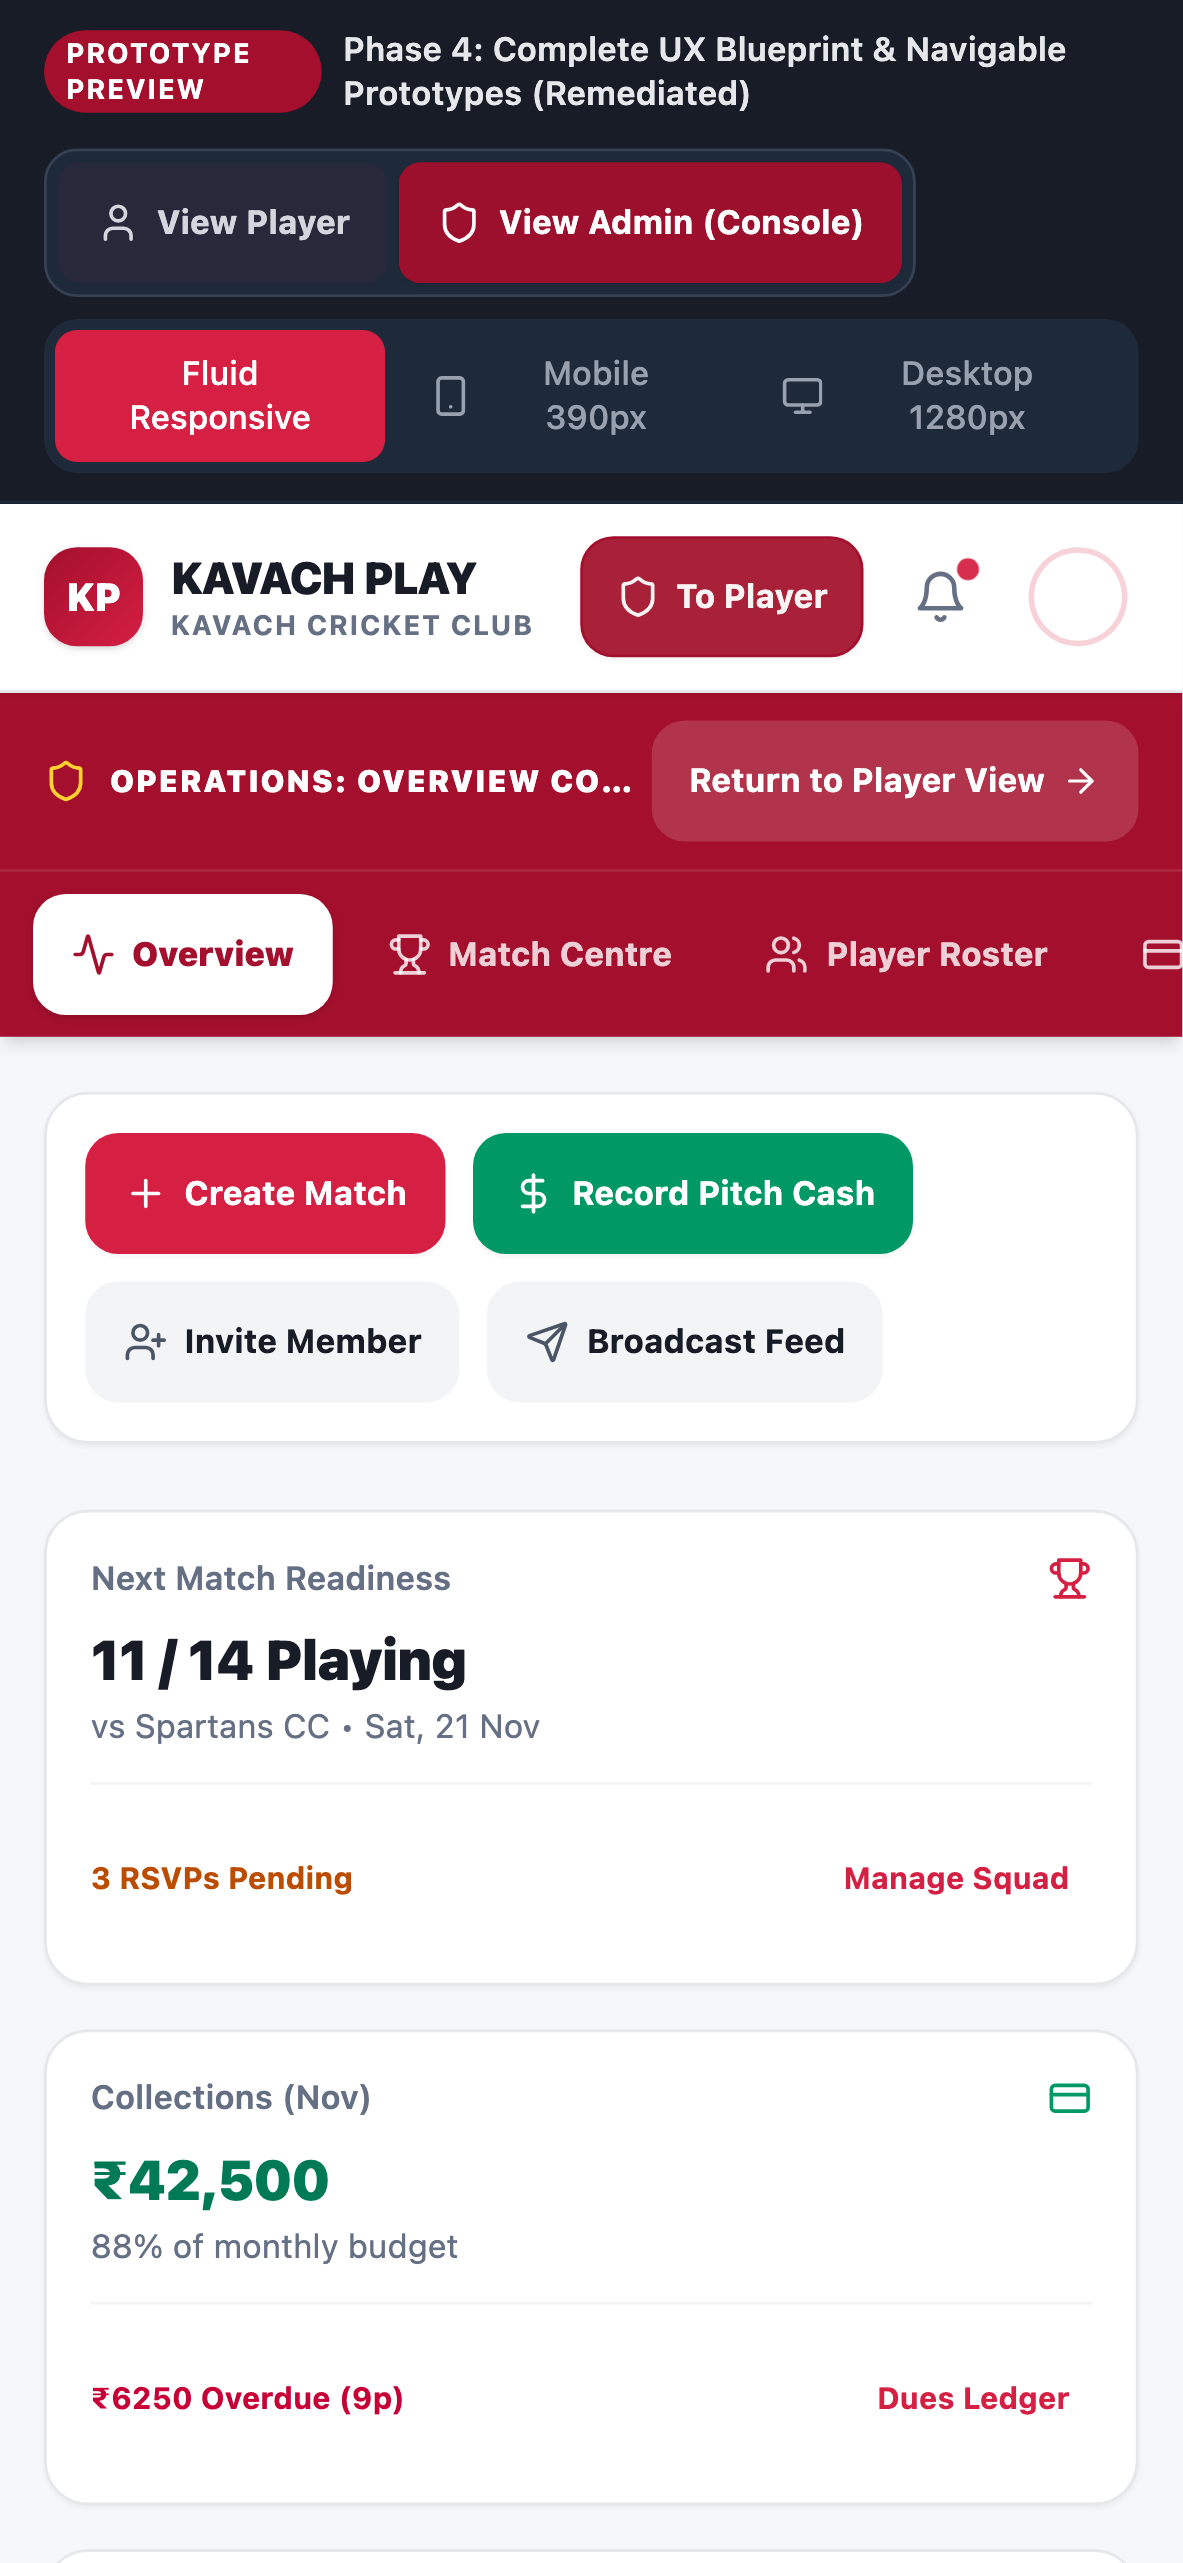 PROTOTYPE
PREVIEW
Phase 4: Complete UX Blueprint & Navigable
Prototypes (Remediated)
View Player
View Admin (Console)
Fluid
Responsive
Mobile
390px
Desktop
1280px
KP
KAVACH PLAY
KAVACH CRICKET CLUB
To Player
OPERATIONS: OVERVIEW CO...
Return to Player View →
Overview
Match Centre
Player Roster
+ Create Match
$ Record Pitch Cash
Invite Member
Broadcast Feed
Next Match Readiness
11 / 14 Playing
vs Spartans CC • Sat, 21 Nov
3 RSVPs Pending
Manage Squad
Collections (Nov)
₹42,500
88% of monthly budget
₹6250 Overdue (9p)
Dues Ledger